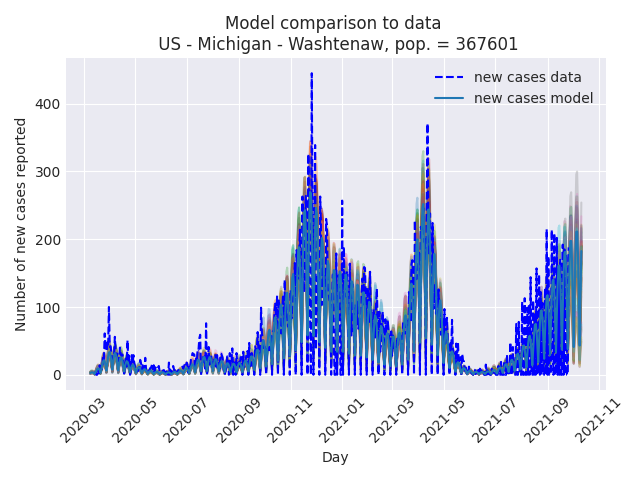 Model comparison to data
US - Michigan - Washtenaw, pop. = 367601
new cases data
new cases model
Number of new cases reported
400
300
200
100
0
2020-03
2020-05
2020-07
2020-09
2020-11
2021-01
2021-03
2021-05
2021-07
2021-09
2021-11
Day